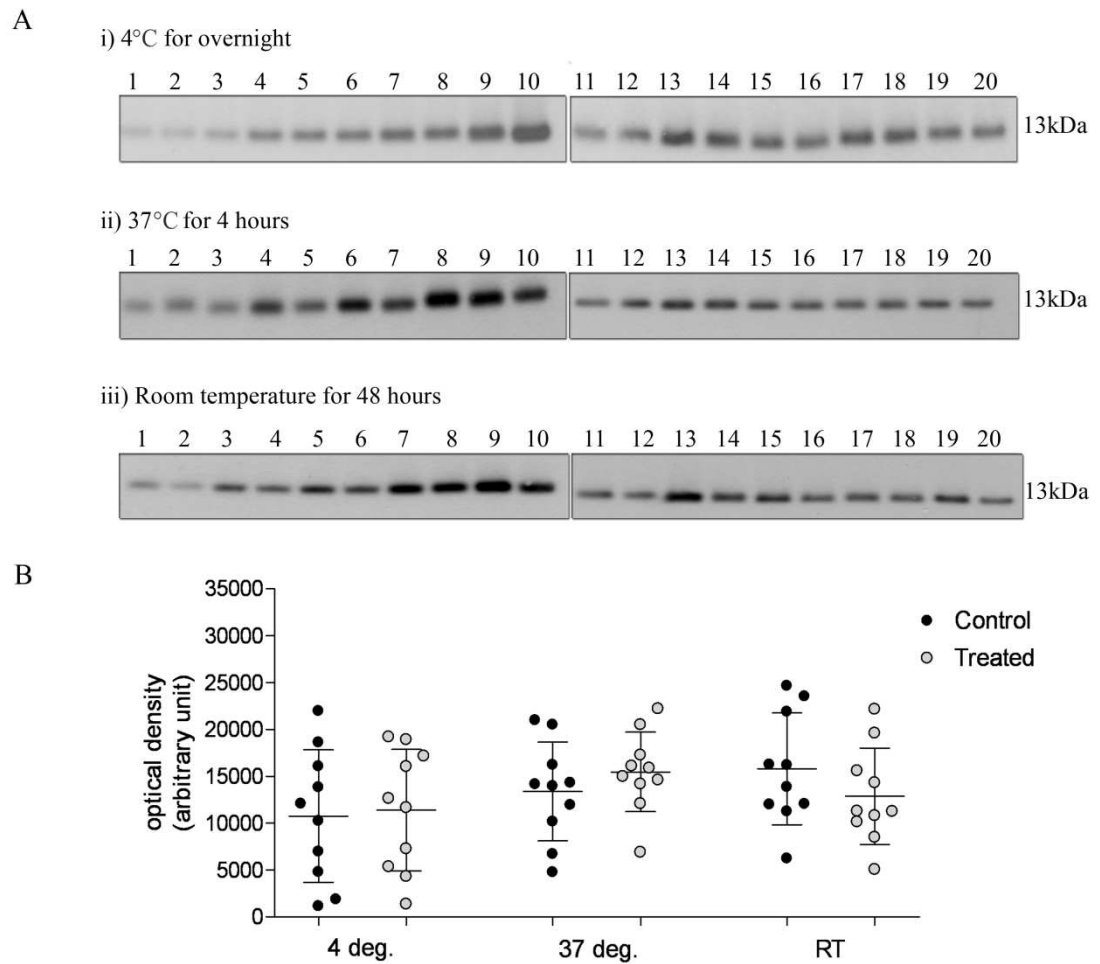 A
i) 4°C for overnight
1 2 3 4 5 6 7 8 9 10 11 12 13 14 15 16 17 18 19 20
13kDa
ii) 37°C for 4 hours
1 2 3 4 5 6 7 8 9 10 11 12 13 14 15 16 17 18 19 20
13kDa
iii) Room temperature for 48 hours
1 2 3 4 5 6 7 8 9 10 11 12 13 14 15 16 17 18 19 20
13kDa
B
35000
30000
25000
20000
15000
10000
5000
0
optical density
(arbitrary unit)
Control
Treated
4 deg. 37 deg. RT